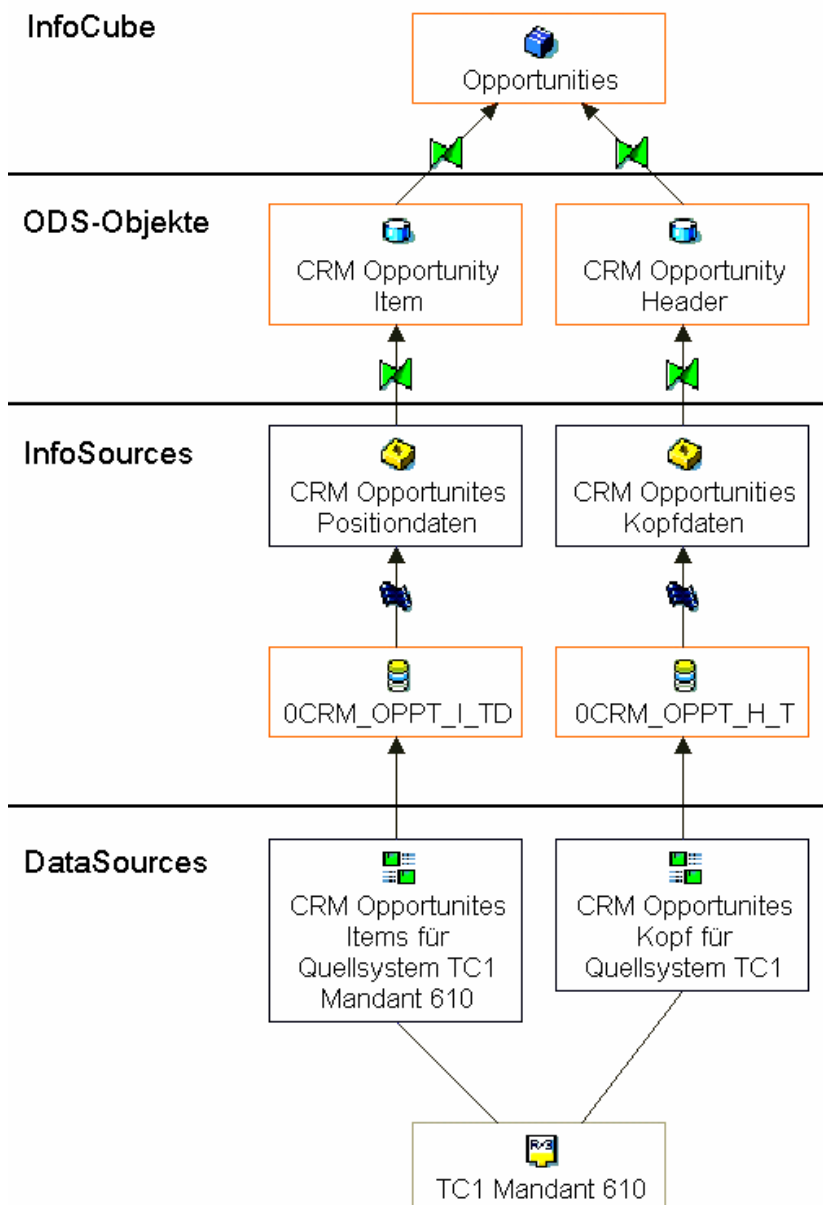 InfoCube
Opportunities
ODS-Objekte
CRM Opportunity
Item
CRM Opportunity
Header
InfoSources
CRM Opportunites
Positiondaten
CRM Opportunities
Kopfdaten
0CRM_OPPT_I_TD
0CRM_OPPT_H_T
DataSources
CRM Opportunites
Items für
Quellsystem TC1
Mandant 610
CRM Opportunites
Kopf für
Quellsystem TC1
R/3
TC1 Mandant 610